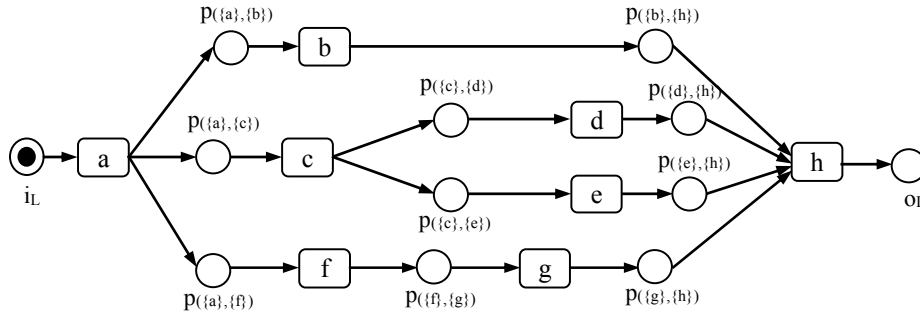 p({a},{b})
p({b},{h})
b
p({c},{d})
p({d},{h})
p({a},{c})
d
a
c
h
p({e},{h})
iL
oL
e
p({c},{e})
f
g
p({a},{f})
p({f},{g})
p({g},{h})